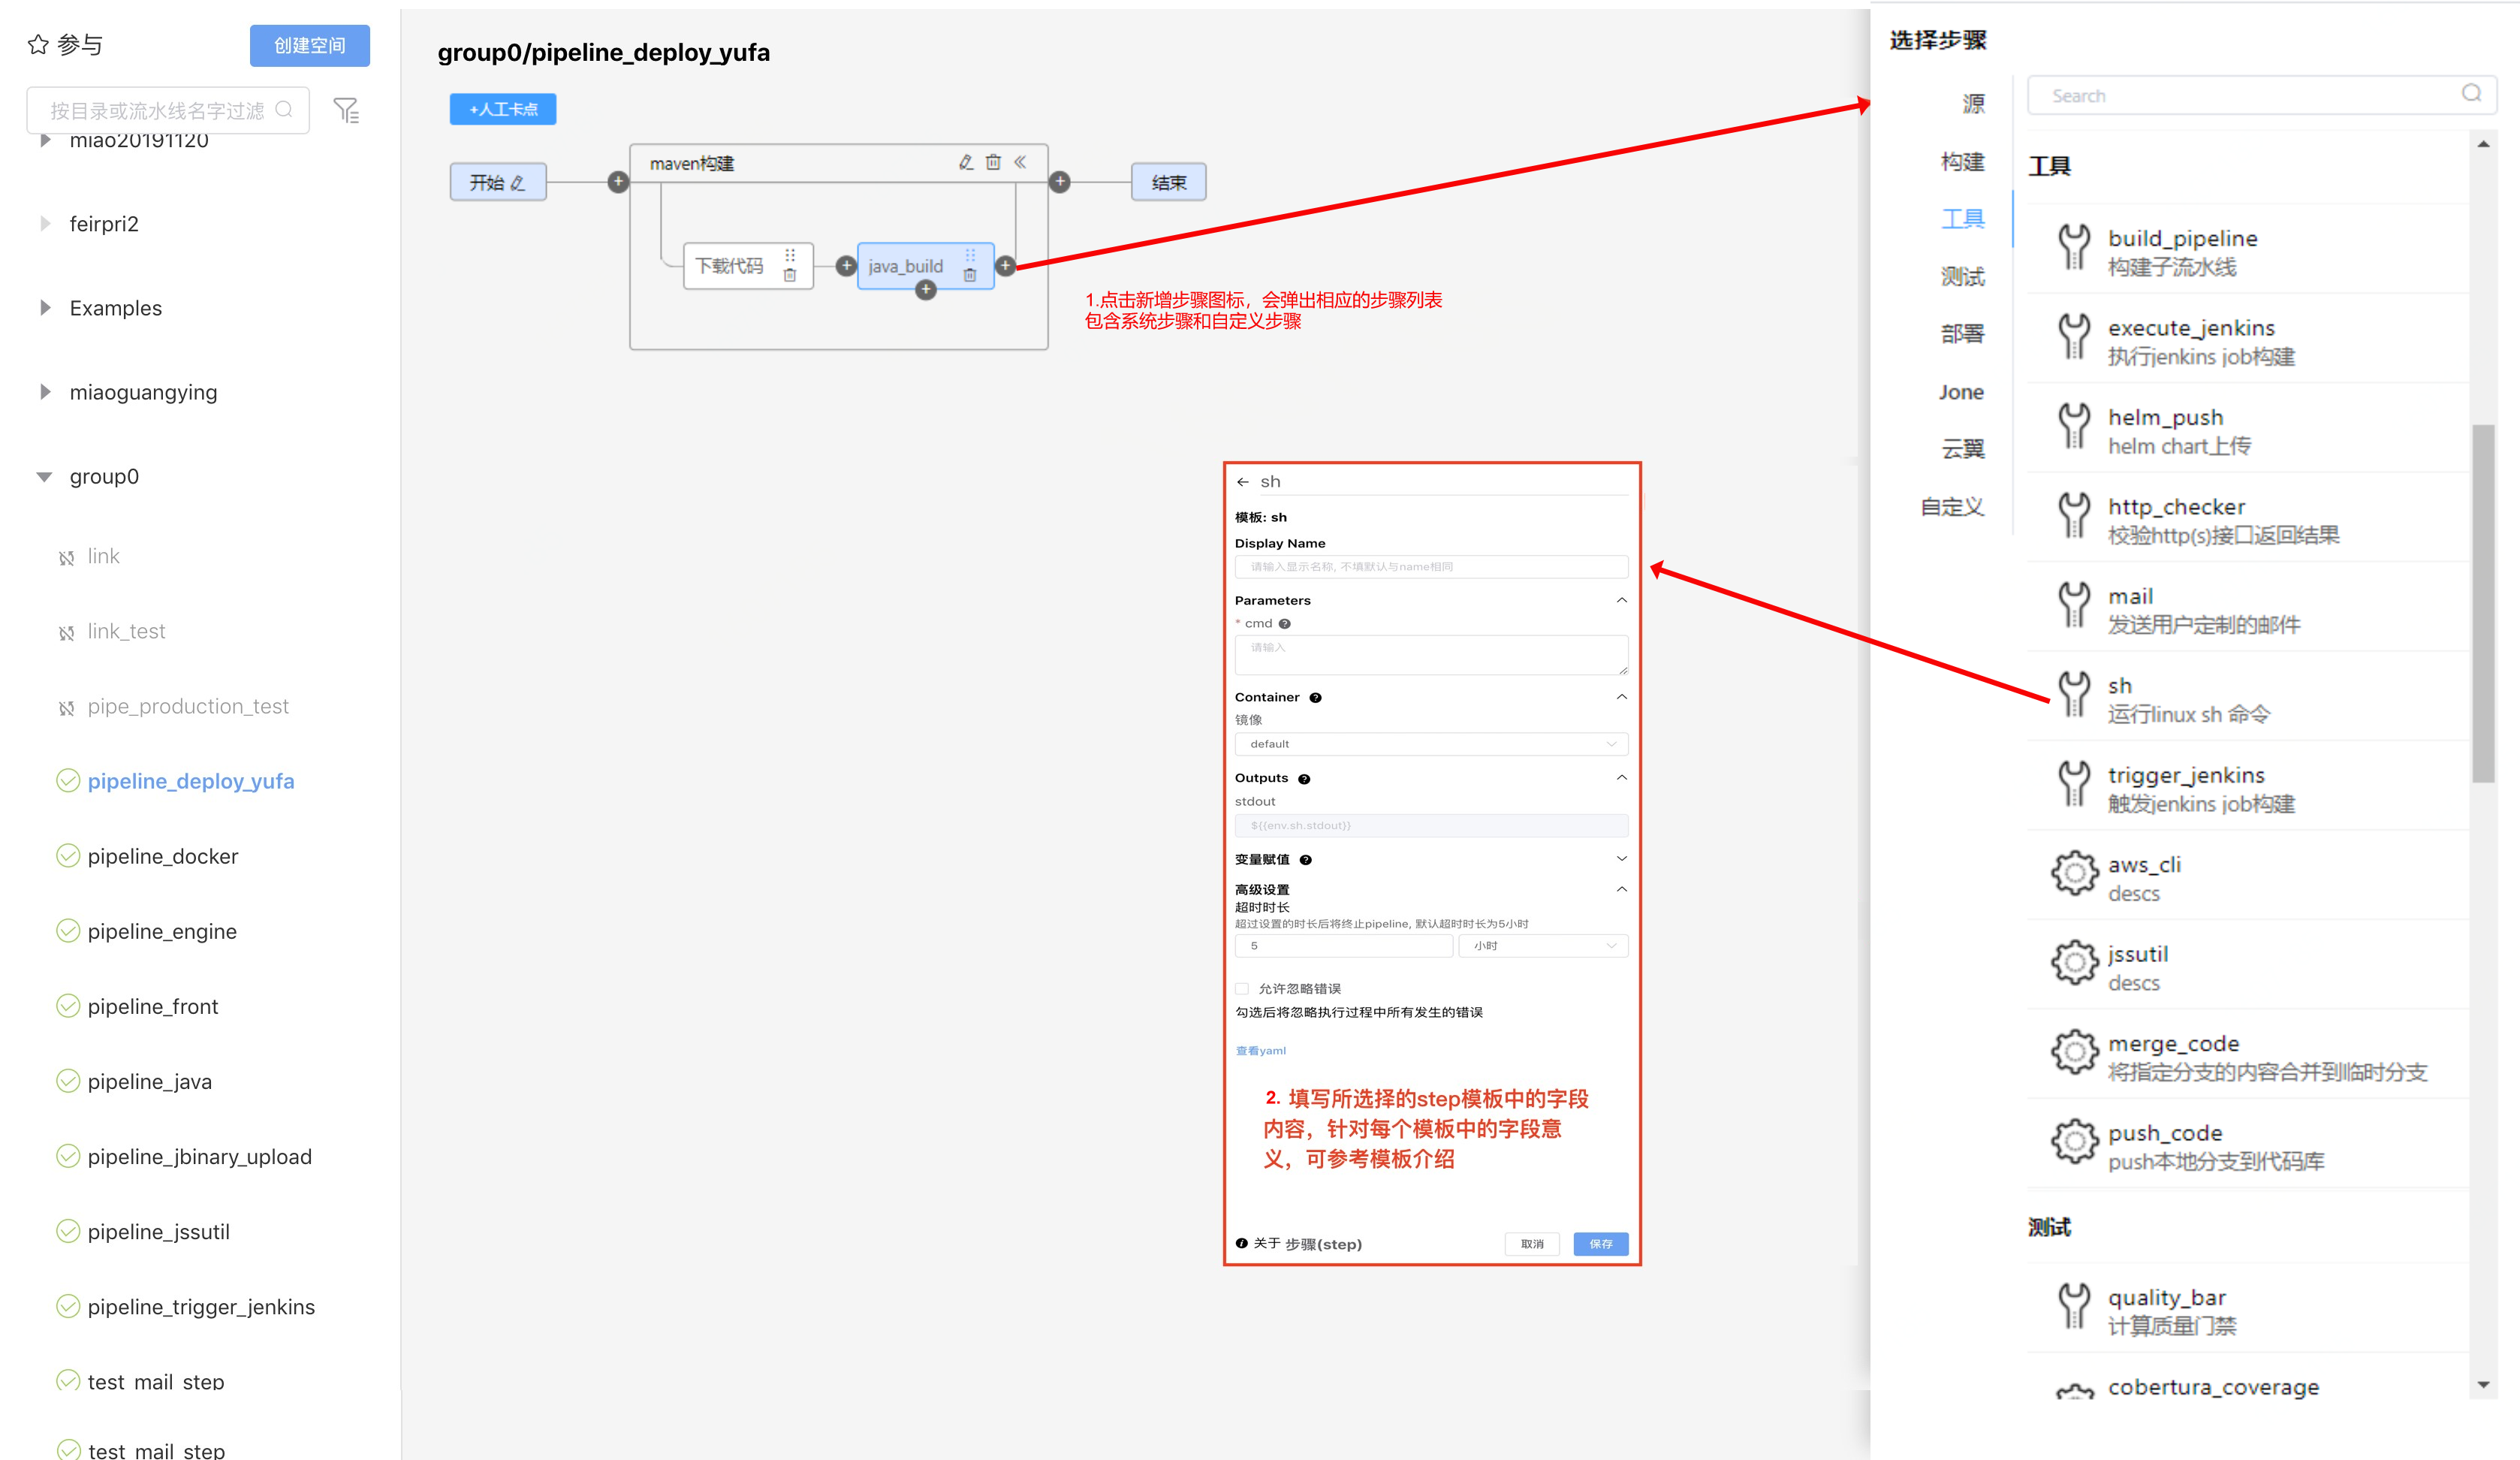 参与
创建空间
按目录或流水线名字过滤
miao20191120
feirpri2
Examples
miaoguangying
group0
link
link_test
pipe_production_test
pipeline_deploy_yufa
pipeline_docker
pipeline_engine
pipeline_front
pipeline_java
pipeline_jbinary_upload
pipeline_jssutil
pipeline_trigger_jenkins
test_mail_step
test_mail_step
group0/pipeline_deploy_yufa
+人工卡点
开始
maven构建
结束
下载代码
java_build
1.点击新增步骤图标，会弹出相应的步骤列表
包含系统步骤和自定义步骤
sh
模板: sh
Display Name
请输入显示名称, 不填默认与name相同
Parameters
* cmd
请输入
Container
镜像
default
Outputs
stdout
${{env.sh.stdout}}
变量赋值
高级设置
超时时长
超过设置的时长后将终止pipeline, 默认超时时长为5小时
5
小时
允许忽略错误
勾选后将忽略执行过程中所有发生的错误
查看yaml
2. 填写所选择的step模板中的字段
内容，针对每个模板中的字段意
义，可参考模板介绍
关于 步骤(step)
取消
保存
选择步骤
源
构建
工具
测试
部署
Jone
云翼
自定义
Search
工具
build_pipeline
构建子流水线
execute_jenkins
执行jenkins job构建
helm_push
helm chart上传
http_checker
校验http(s)接口返回结果
mail
发送用户定制的邮件
sh
运行linux sh 命令
trigger_jenkins
触发jenkins job构建
aws_cli
descs
jssutil
descs
merge_code
将指定分支的内容合并到临时分支
push_code
push本地分支到代码库
测试
quality_bar
计算质量门禁
cobertura_coverage